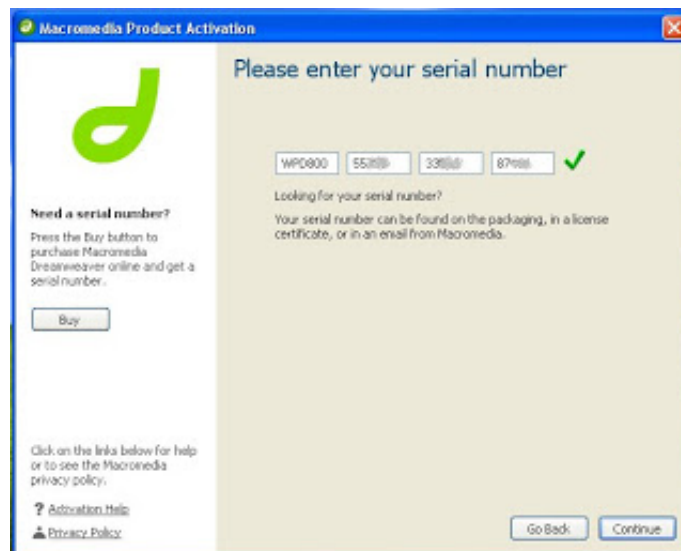 Macromedia Product Activation
Please enter your serial number
WPD800
Looking for your serial number?
Your serial number can be found on the packaging, in a license
certificate, or in an email from Macromedia.
Need a serial number?
Press the Buy button to
purchase Macromedia
Dreamweaver online and get a
serial number.
Buy
Click on the links below for help
or to see the Macromedia
privacy policy.
? Activation Help
Privacy Policy
Go Back Continue